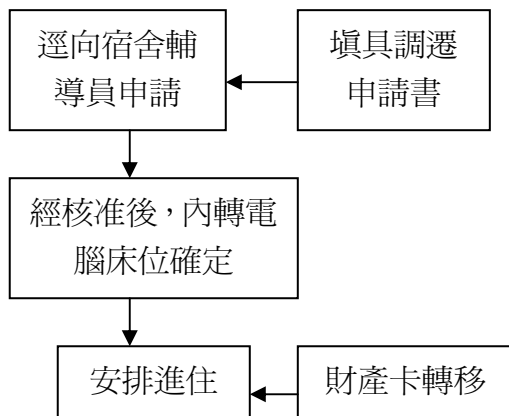 逕向宿舍輔
導員申請
填具調遷
申請書
經核准後，內轉電
腦床位確定
安排進住
財產卡轉移